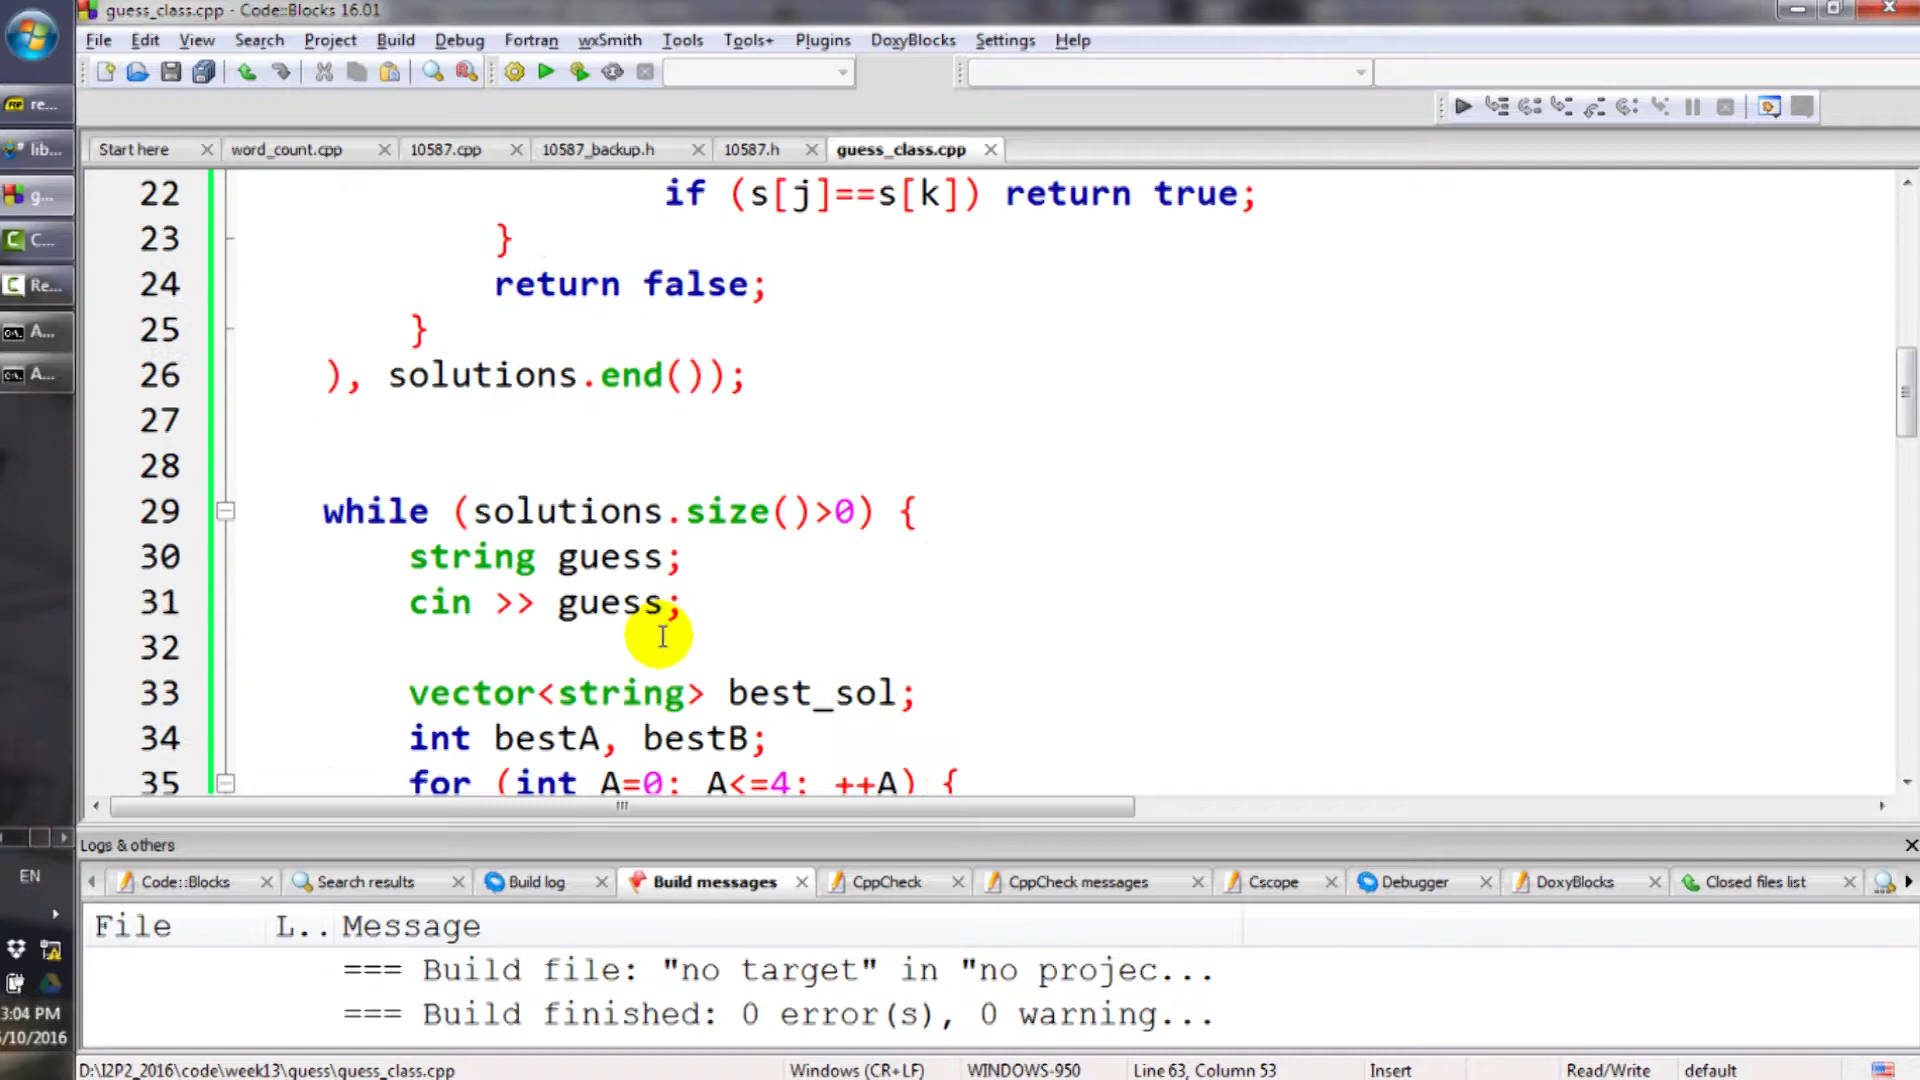 guess_class.cpp - Code::Blocks 16.01
File Edit View Search Project Build Debug Fortran wxSmith Tools Tools+ Plugins DoxyBlocks Settings Help
re...
lib...
g...
C...
Re...
A...
A...
Start here word_count.cpp 10587.cpp 10587_backup.h 10587.h guess_class.cpp
22 if (s[j]==s[k]) return true;
23 }
24 return false;
25 }
26 ), solutions.end());
27
28
29 while (solutions.size()>0) {
30 string guess;
31 cin >> guess;
32
33 vector<string> best_sol;
34 int bestA, bestB;
35 for (int A=0; A<=4; ++A) {
Logs & others
Code::Blocks Search results Build log Build messages CppCheck CppCheck messages Cscope Debugger DoxyBlocks Closed files list
File L.. Message
=== Build file: "no target" in "no projec...
=== Build finished: 0 error(s), 0 warning...
EN
3:04 PM
/10/2016
D:\I2P2_2016\code\week13\guess\guess_class.cpp Windows (CR+LF) WINDOWS-950 Line 63, Column 53 Insert Read/Write default